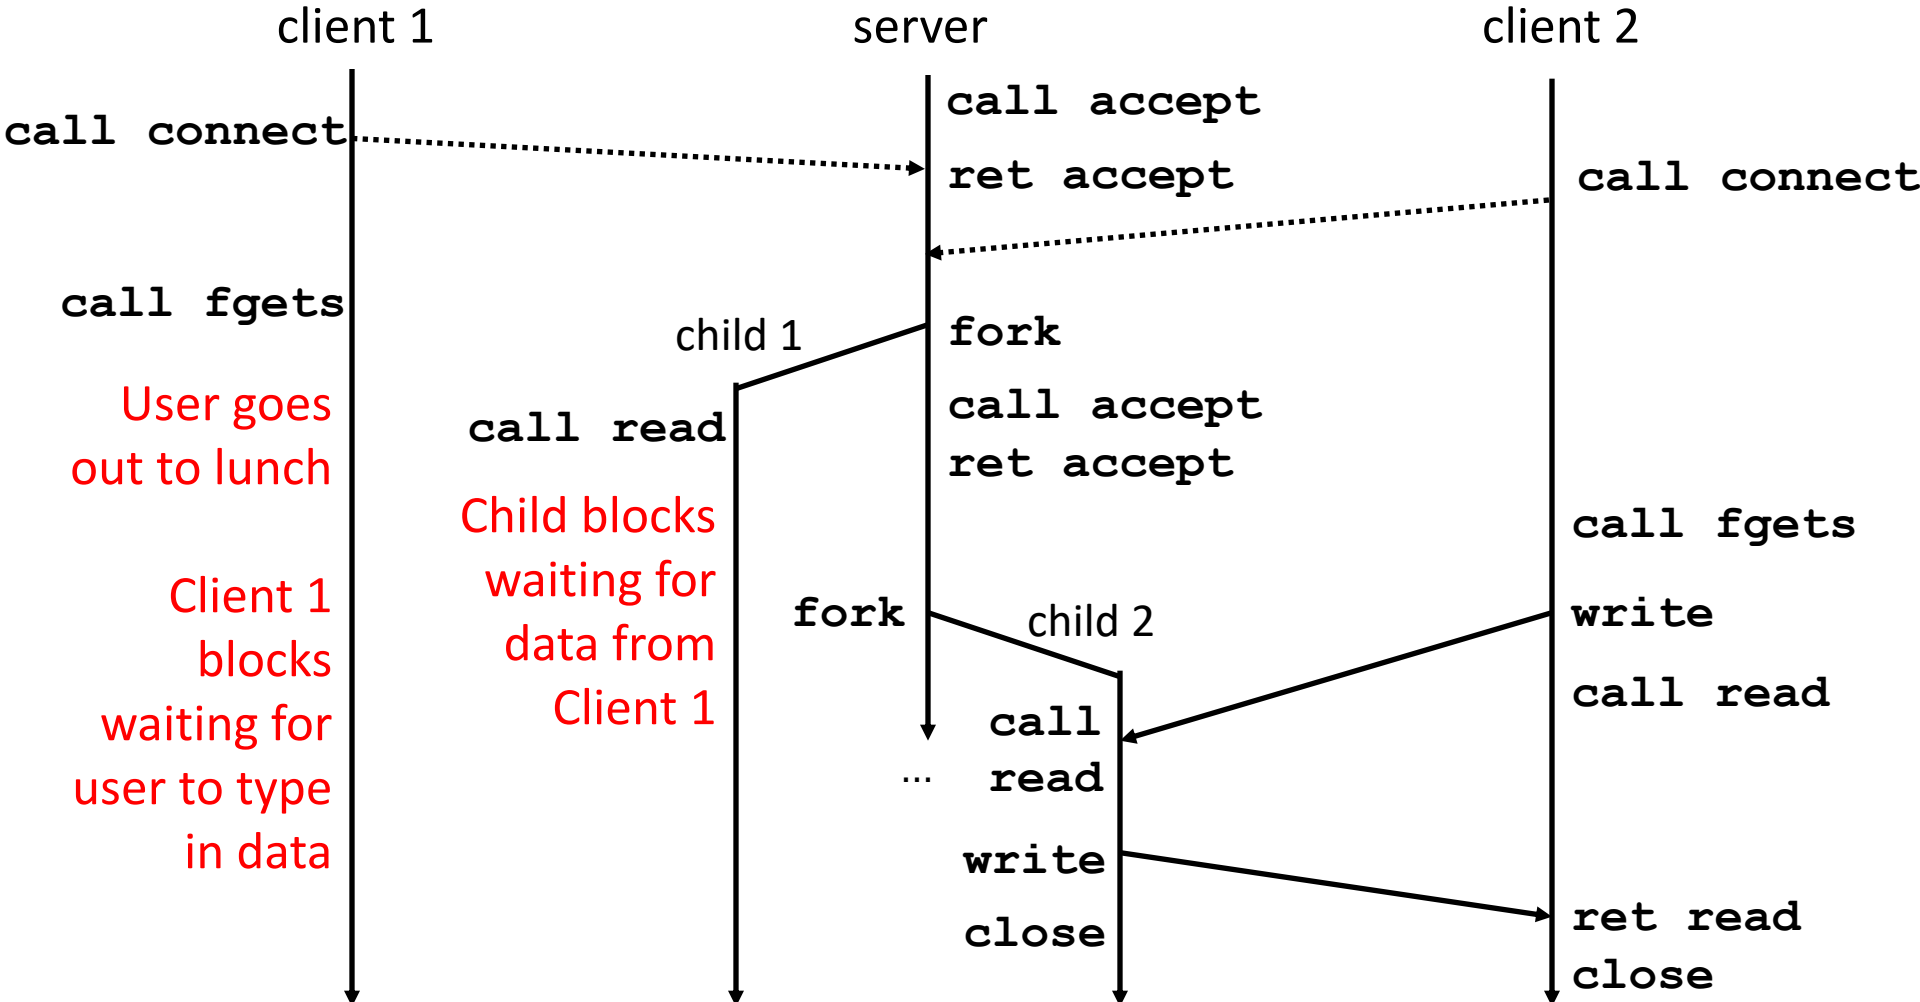 client 1
server
client 2
call connect
call accept
ret accept
call connect
call fgets
child 1
fork
User goes
out to lunch
call read
call accept
ret accept
Child blocks
waiting for
data from
Client 1
call fgets
Client 1
blocks
waiting for
user to type
in data
fork
child 2
write
call read
call
read
...
write
close
ret read
close